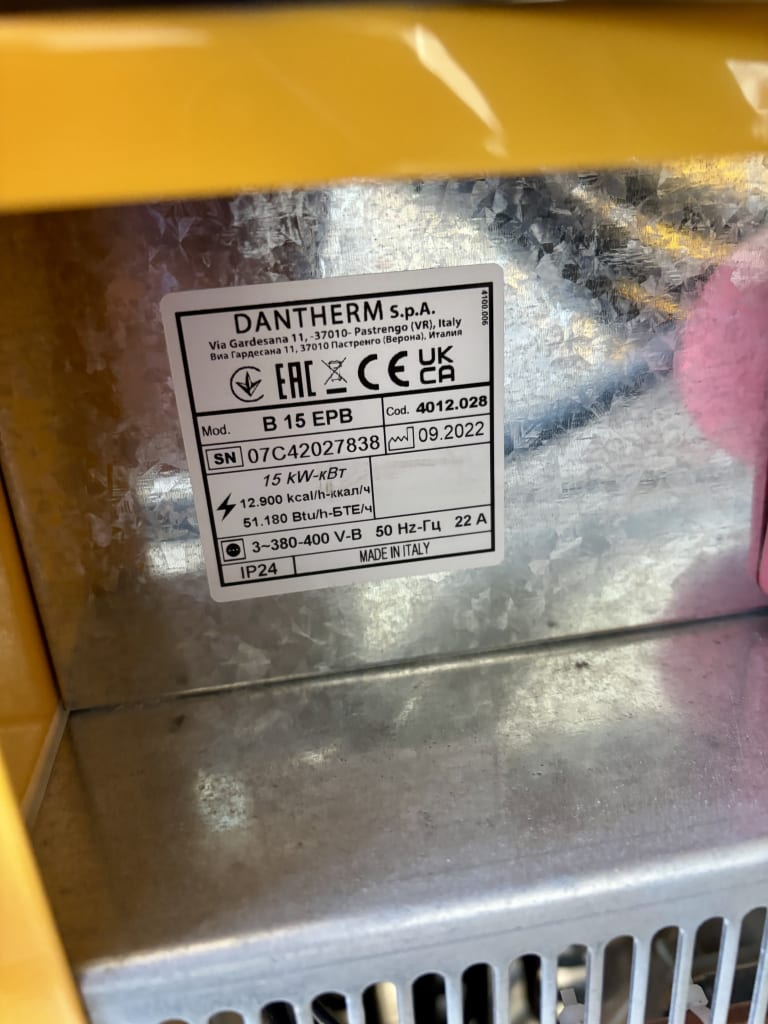 DANTHERM S.p.A.
4100.006
Via Gardesana 11, -37010- Pastrengo (VR), Italy
Виа Гардесана 11, 37010 Пастренго (Верона), Италия
EAC CE UK CA
Mod. B 15 EPB Cod. 4012.028
SN 07C42027838 09.2022
15 kW-кВт
12.900 kcal/h-ккал/ч
51.180 Btu/h-БТЕ/ч
3~380-400 V-В 50 Hz-Гц 22 A
IP24 MADE IN ITALY